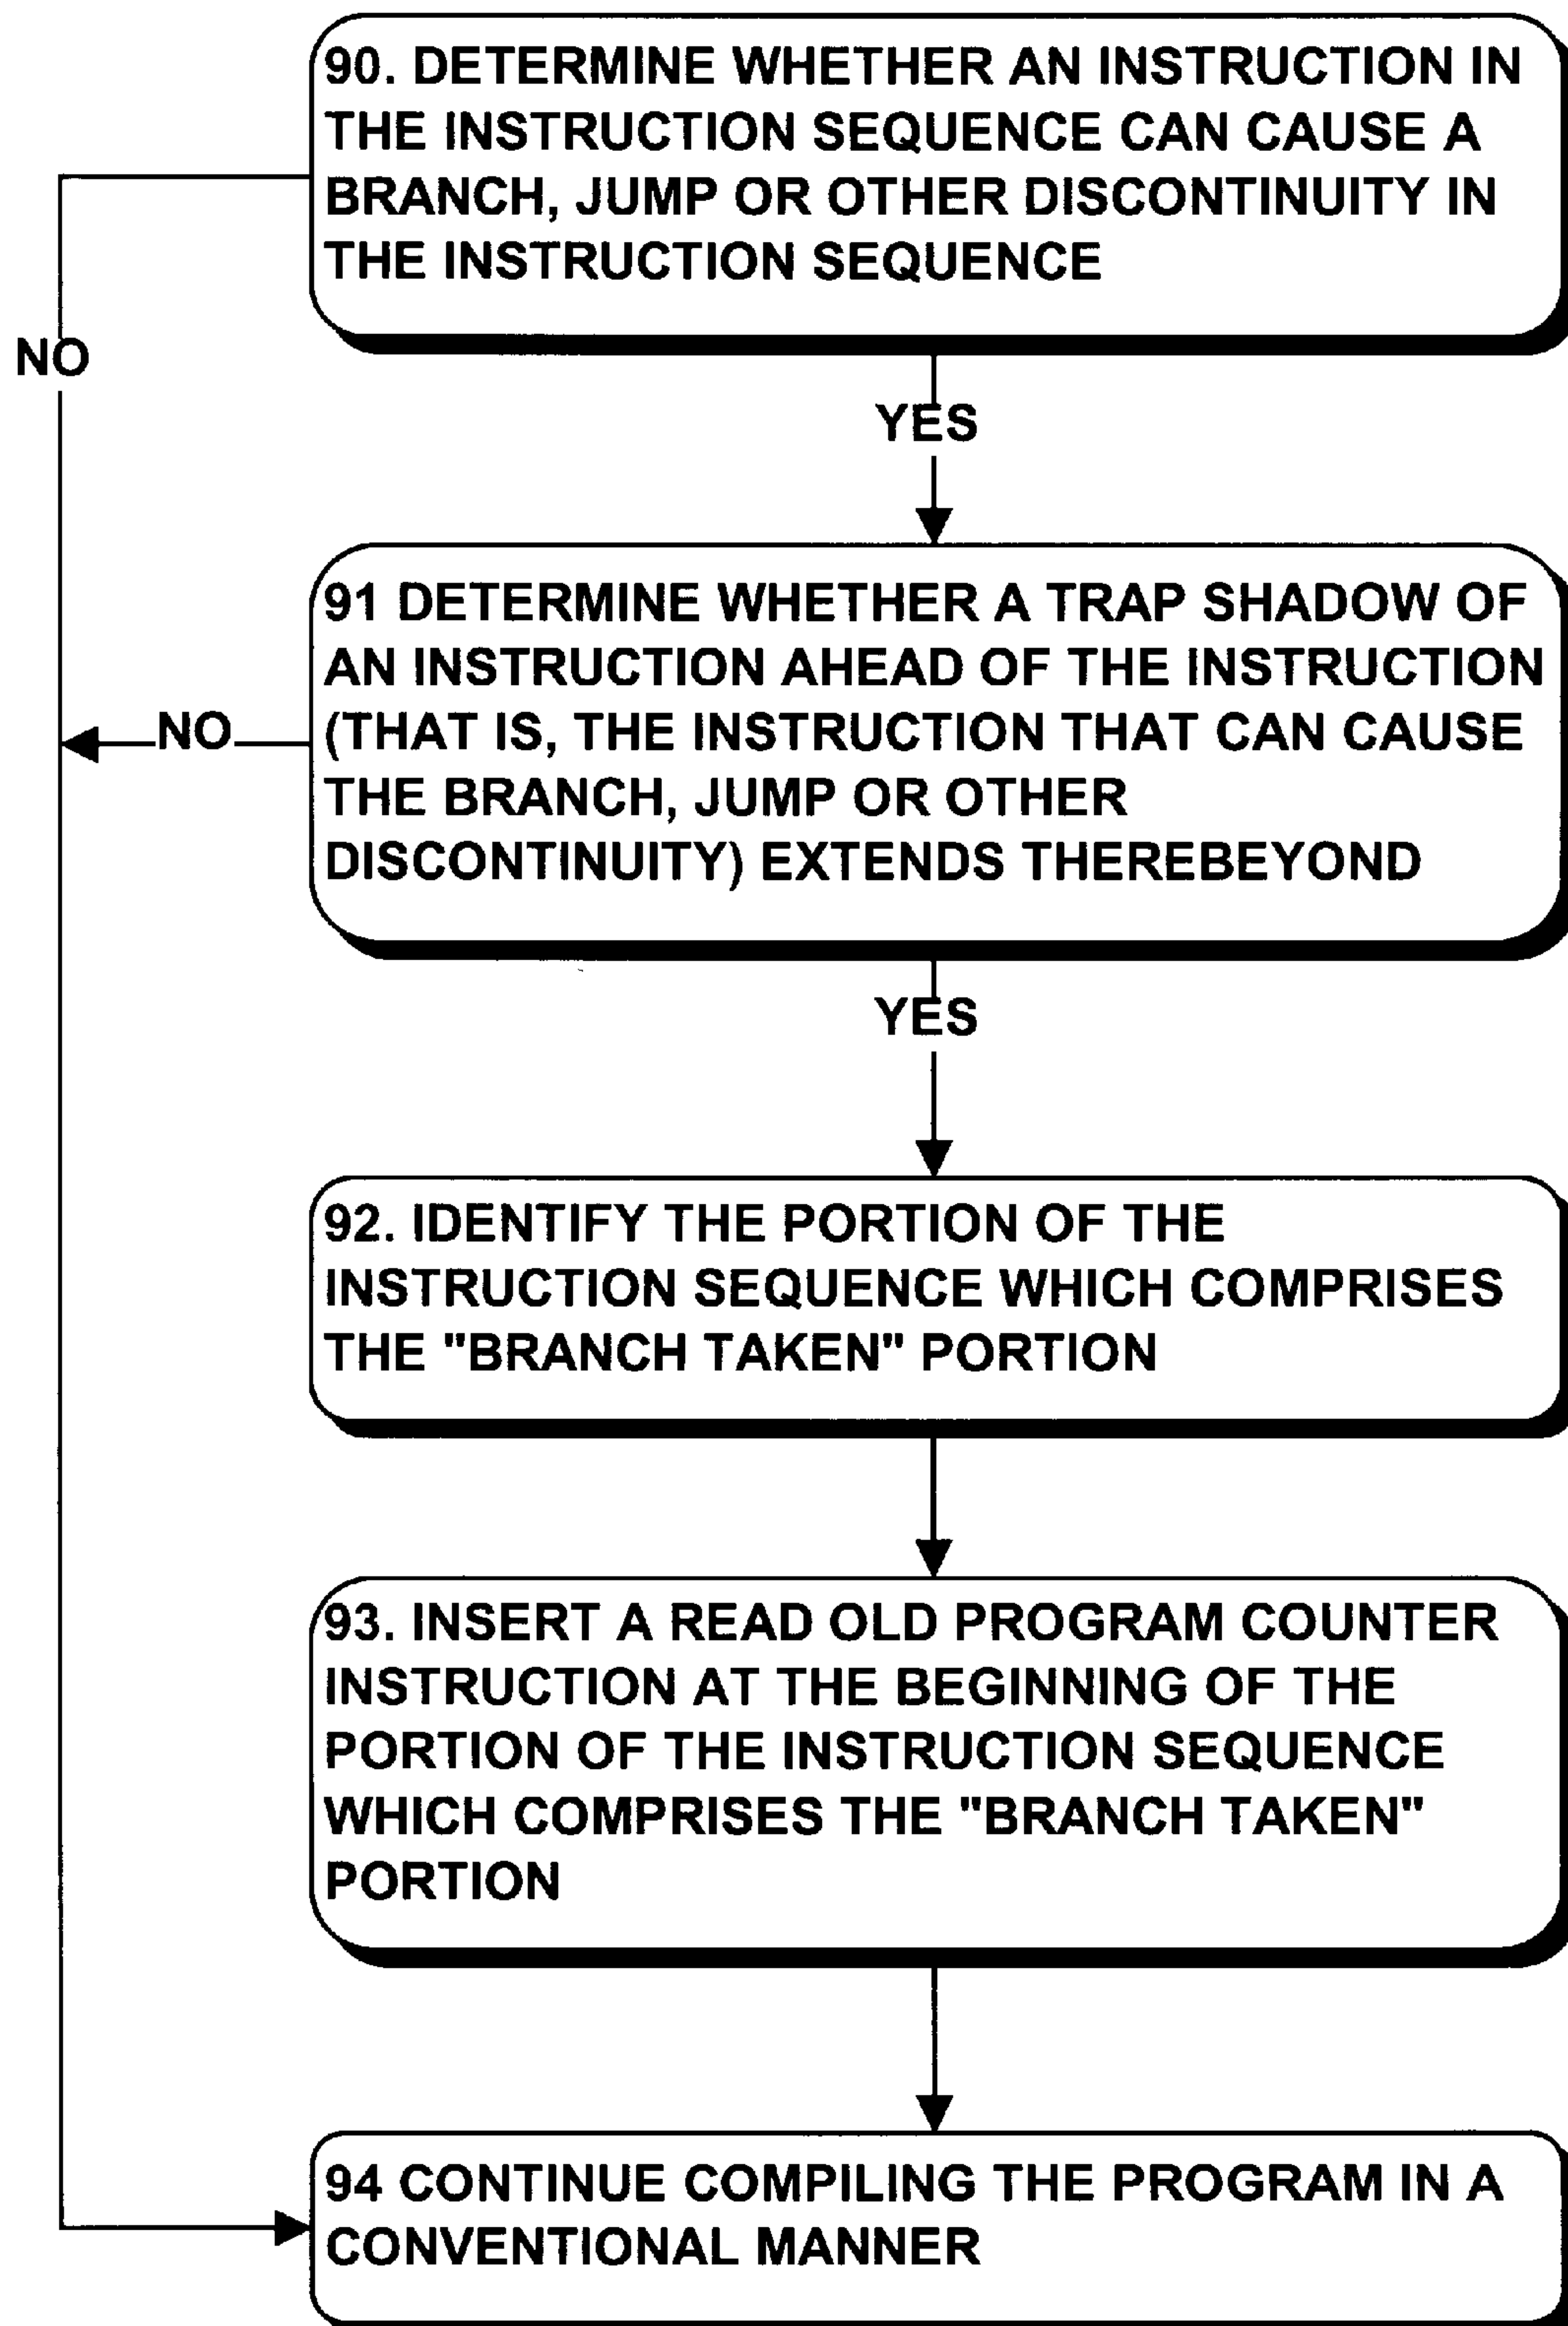 90. DETERMINE WHETHER AN INSTRUCTION IN
THE INSTRUCTION SEQUENCE CAN CAUSE A
BRANCH, JUMP OR OTHER DISCONTINUITY IN
THE INSTRUCTION SEQUENCE
NO
YES
91 DETERMINE WHETHER A TRAP SHADOW OF
AN INSTRUCTION AHEAD OF THE INSTRUCTION
(THAT IS, THE INSTRUCTION THAT CAN CAUSE
THE BRANCH, JUMP OR OTHER
DISCONTINUITY) EXTENDS THEREBEYOND
NO
YES
92. IDENTIFY THE PORTION OF THE
INSTRUCTION SEQUENCE WHICH COMPRISES
THE "BRANCH TAKEN" PORTION
93. INSERT A READ OLD PROGRAM COUNTER
INSTRUCTION AT THE BEGINNING OF THE
PORTION OF THE INSTRUCTION SEQUENCE
WHICH COMPRISES THE "BRANCH TAKEN"
PORTION
94 CONTINUE COMPILING THE PROGRAM IN A
CONVENTIONAL MANNER